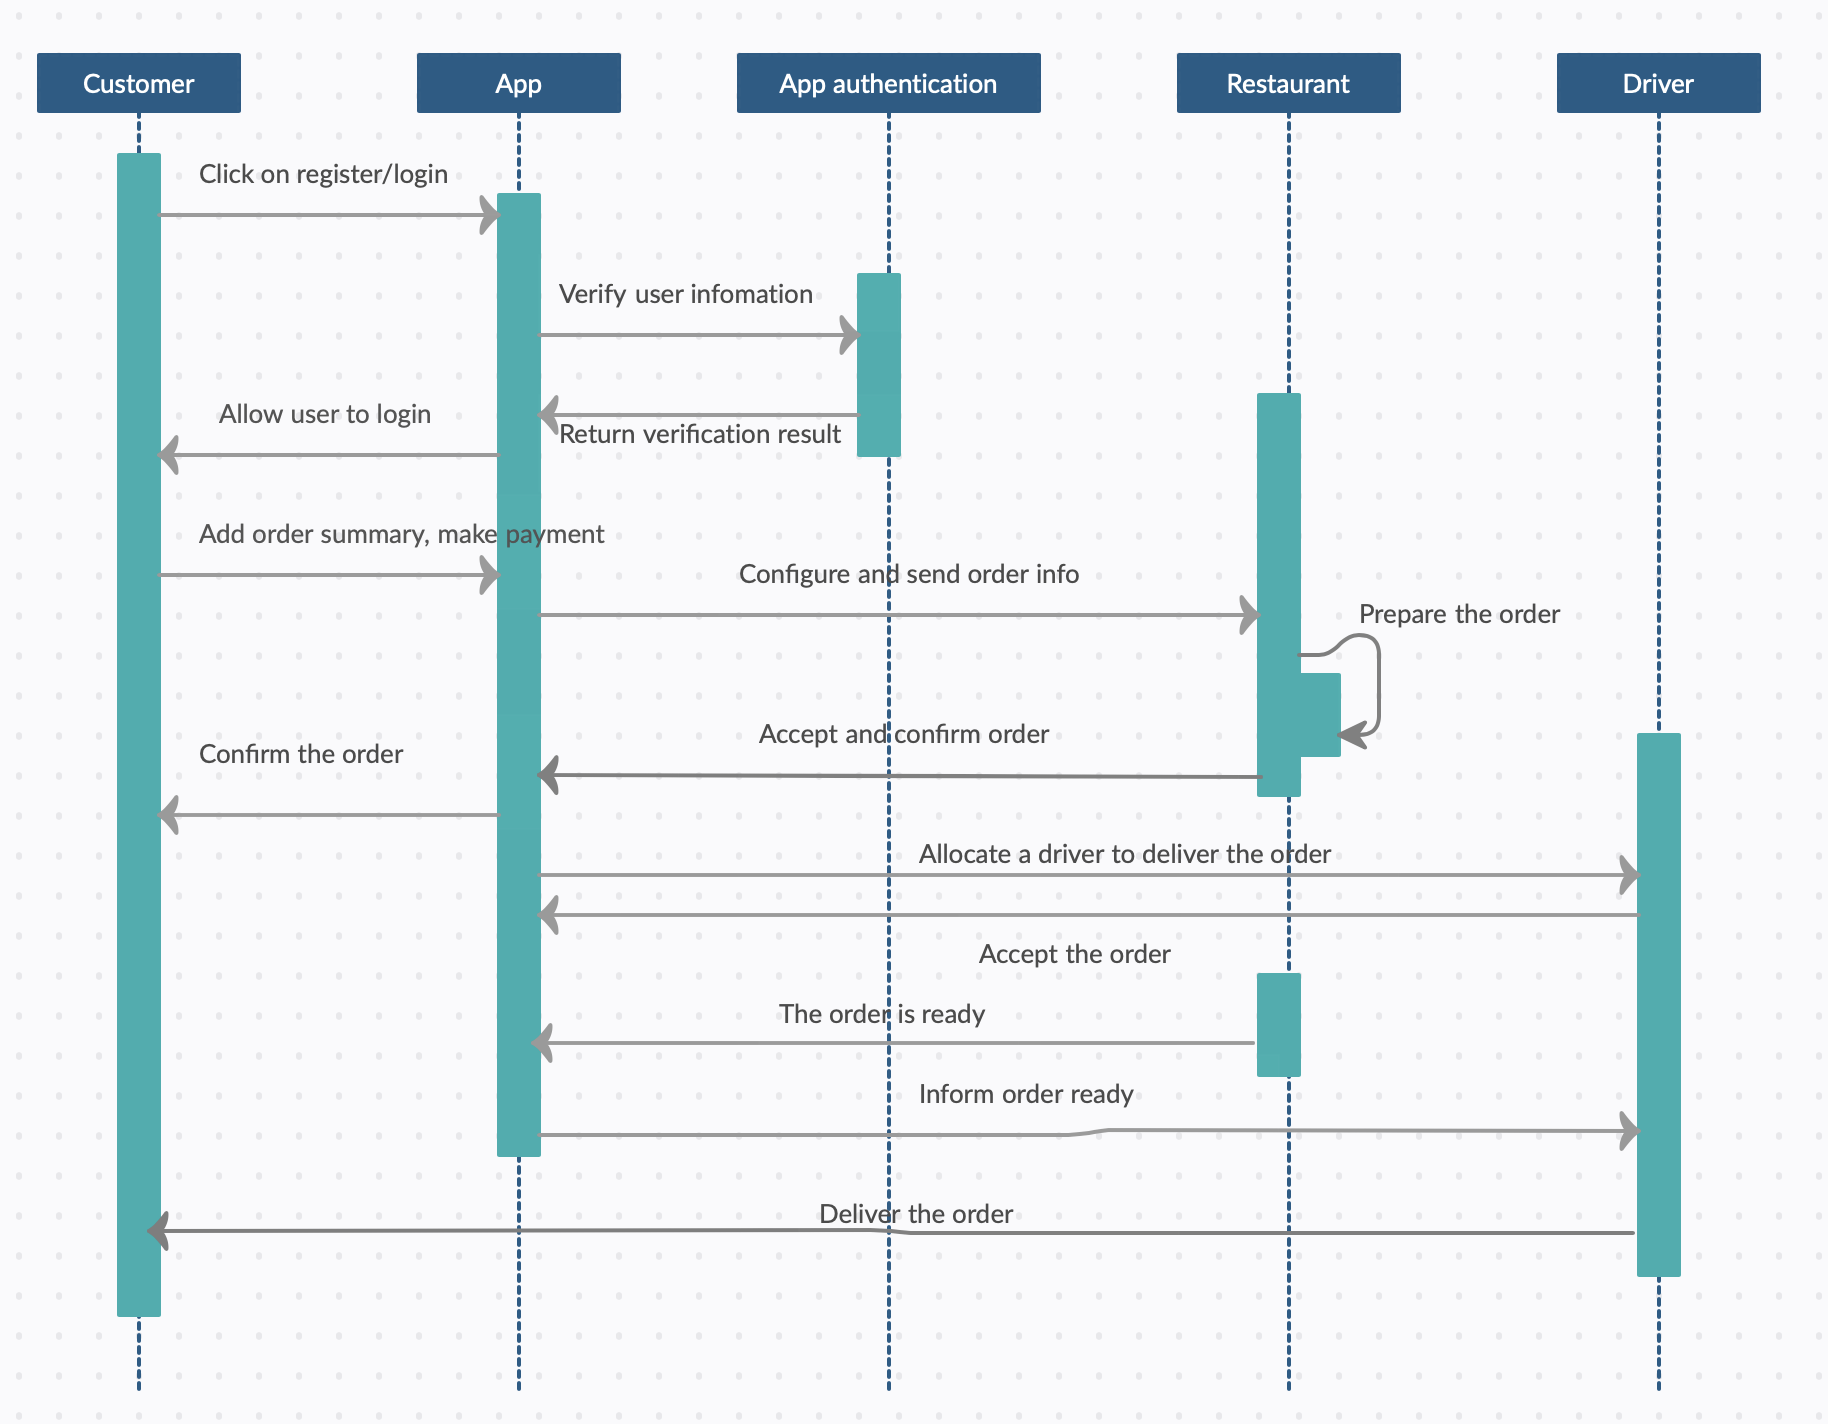 Customer
App
App authentication
Restaurant
Driver
Click on register/login
Verify user infomation
Allow user to login
Return verification result
Add order summary, make payment
Configure and send order info
Prepare the order
Accept and confirm order
Confirm the order
Allocate a driver to deliver the order
Accept the order
The order is ready
Inform order ready
Deliver the order